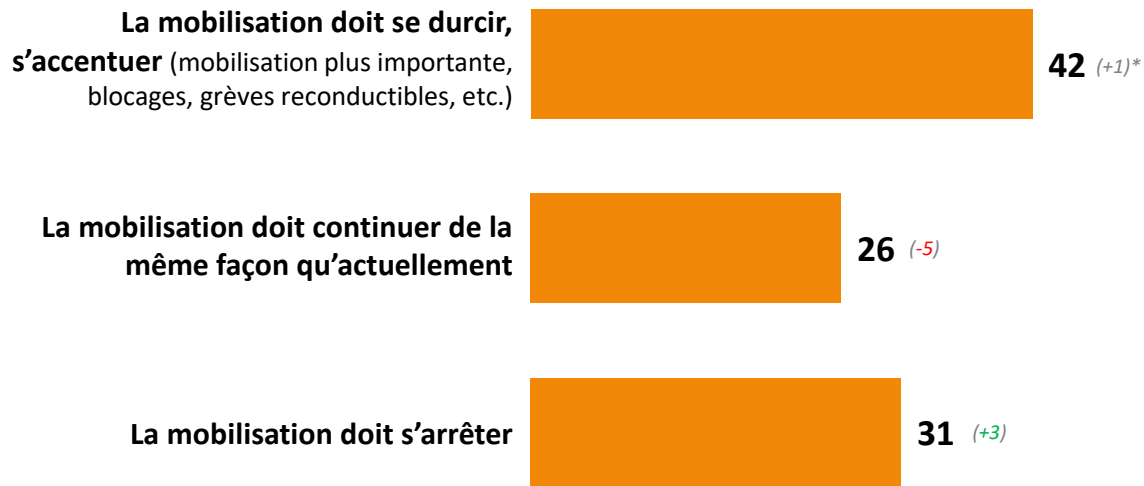 La mobilisation doit se durcir,
s’accentuer (mobilisation plus importante,
blocages, grèves reconductibles, etc.)
42 (+1)*
La mobilisation doit continuer de la
même façon qu’actuellement
26 (-5)
La mobilisation doit s’arrêter
31 (+3)